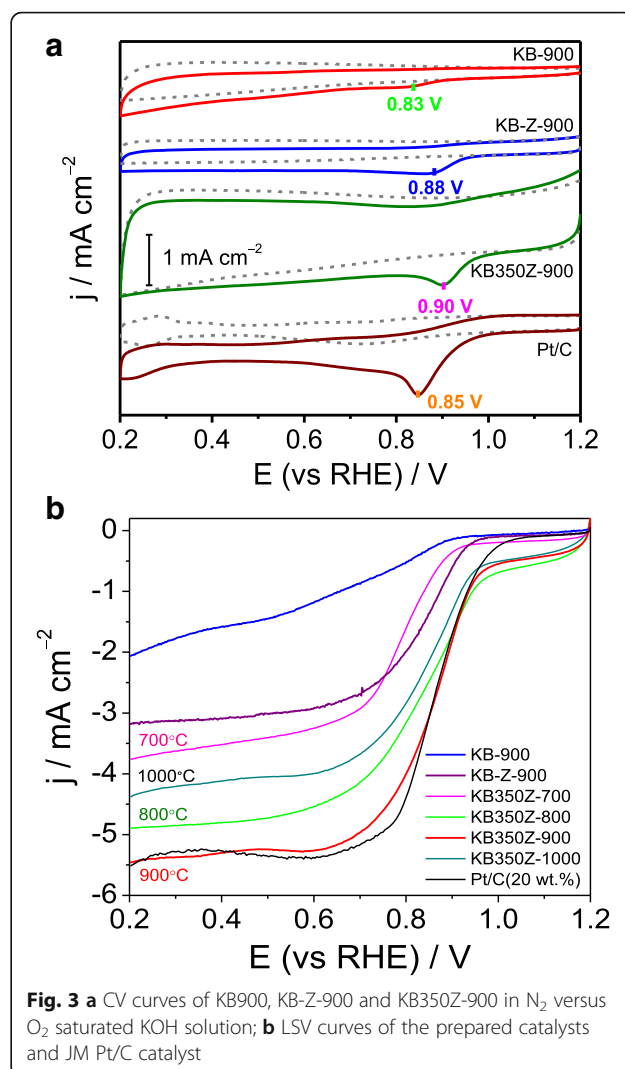 a
KB-900
0.83 V
KB-Z-900
0.88 V
1 mA cm⁻²
KB350Z-900
0.90 V
Pt/C
0.85 V
j / mA cm⁻²
0.2 0.4 0.6 0.8 1.0 1.2
E (vs RHE) / V
b
0
-1
-2
-3
-4
-5
-6
j / mA cm⁻²
700°C
1000°C
800°C
900°C
KB-900
KB-Z-900
KB350Z-700
KB350Z-800
KB350Z-900
KB350Z-1000
Pt/C(20 wt.%)
0.2 0.4 0.6 0.8 1.0 1.2
E (vs RHE) / V
Fig. 3 a CV curves of KB900, KB-Z-900 and KB350Z-900 in N₂ versus
O₂ saturated KOH solution; b LSV curves of the prepared catalysts
and JM Pt/C catalyst